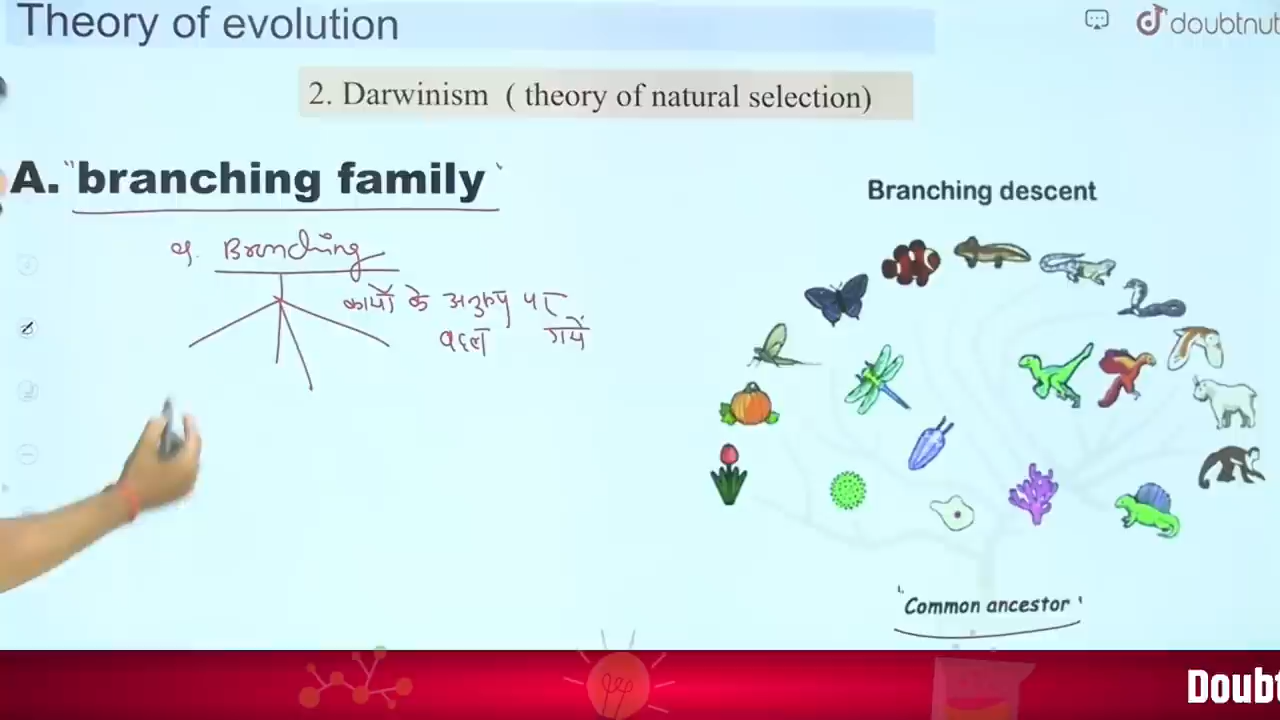 Theory of evolution
doubtnut
2. Darwinism ( theory of natural selection)
A. "branching family"
Branching descent
Branching
कार्यो के अनुरूप पर
बदल गये
"Common ancestor"
Doubt